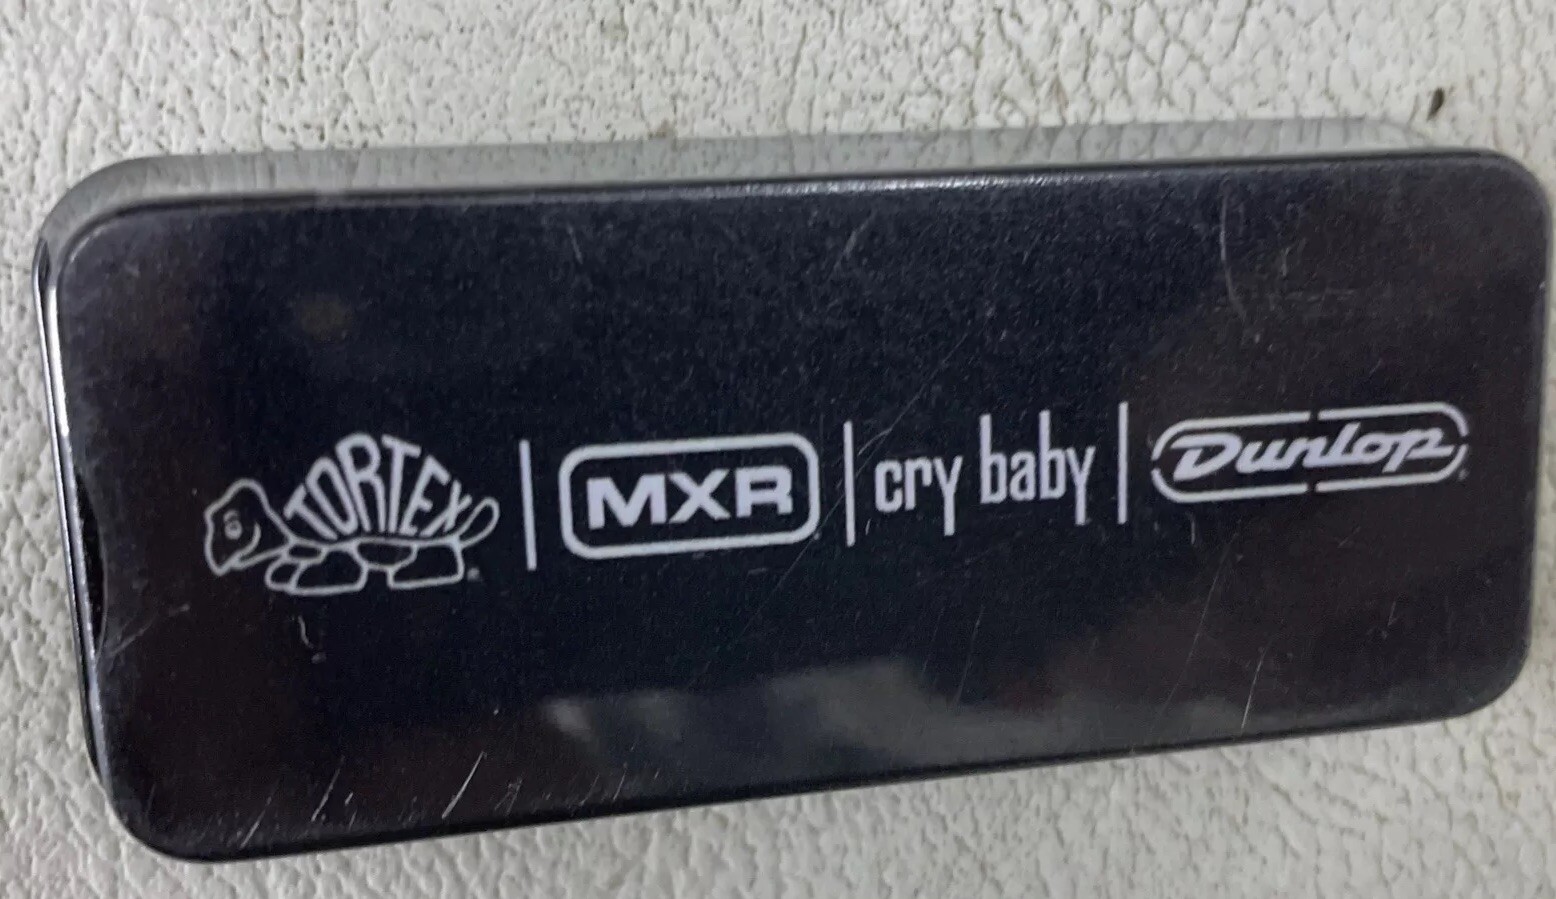 TORTEX | MXR | cry baby | Dunlop